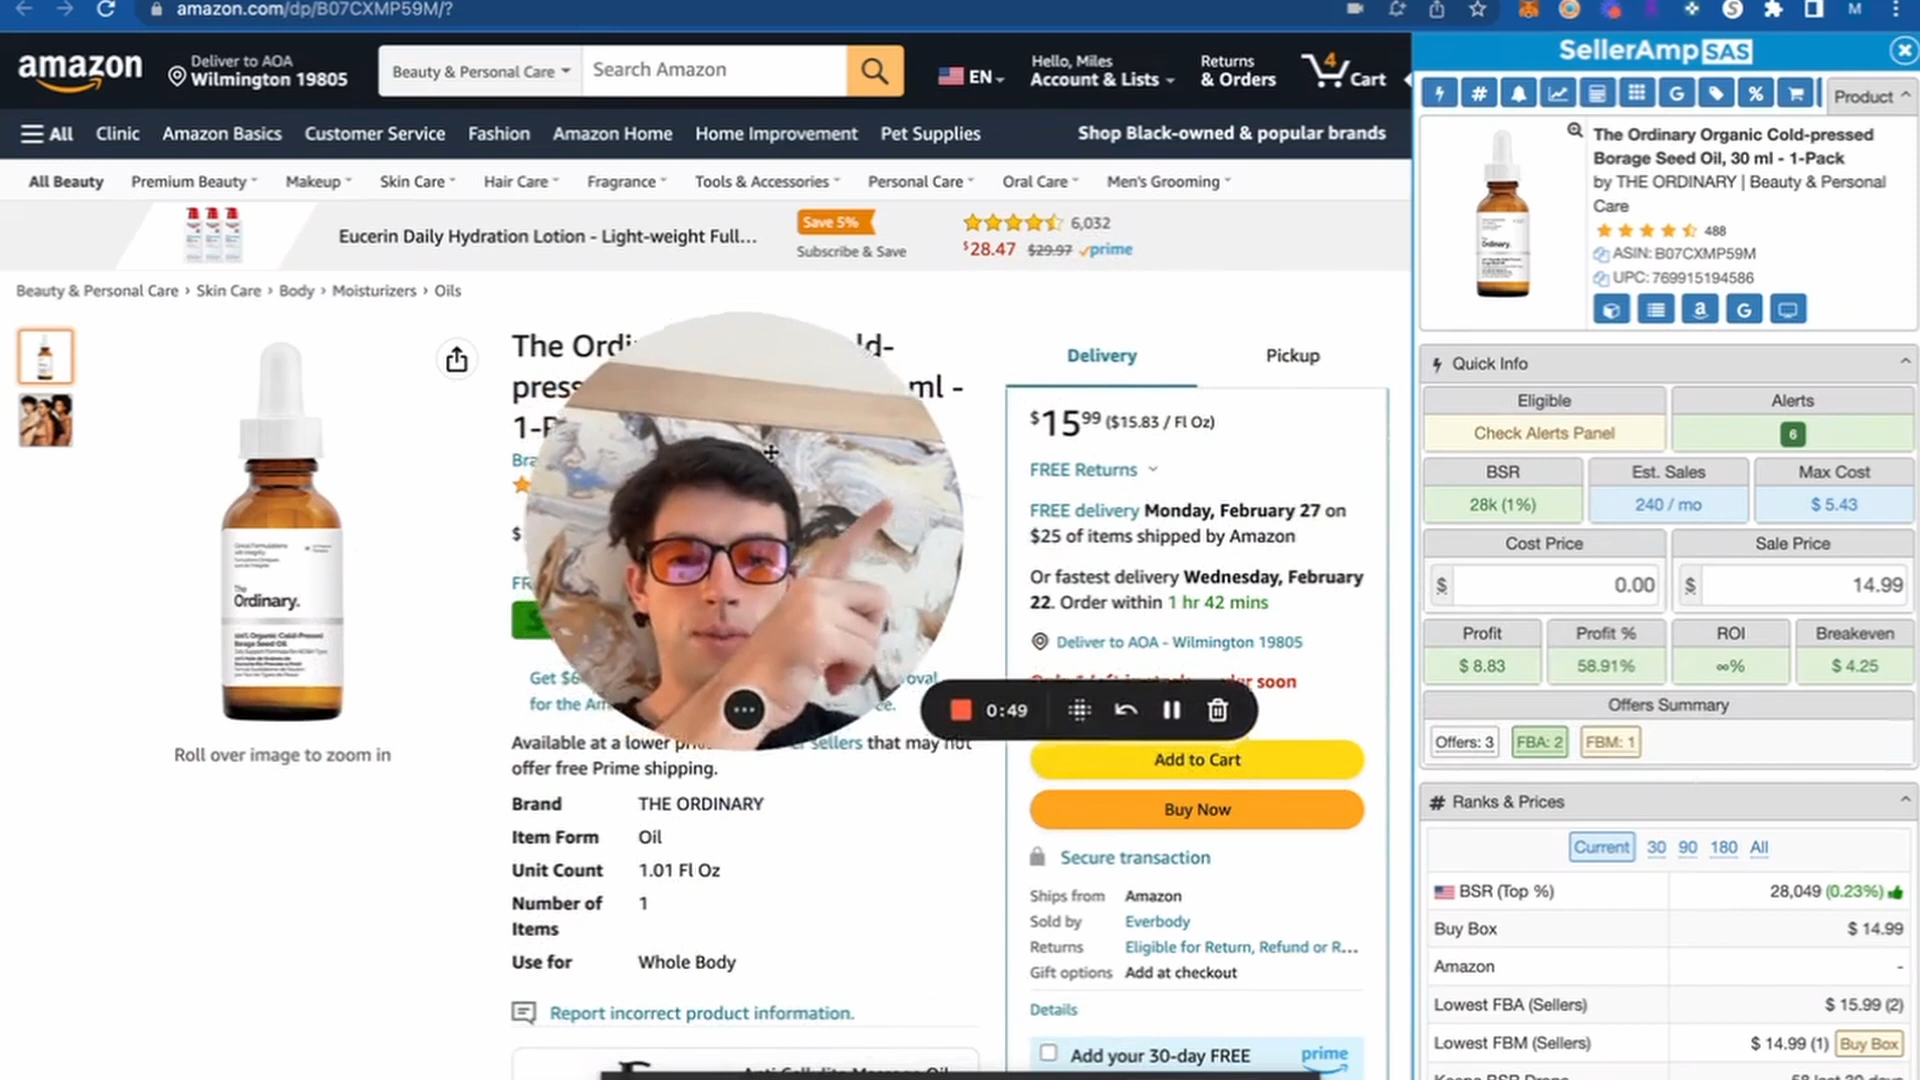 amazon.com/dp/B07CXMP59M/?
M
amazon
Deliver to AOA
Wilmington 19805
Beauty & Personal Care
Search Amazon
EN
Hello, Miles
Account & Lists
Returns
& Orders
4
Cart
All
Clinic
Amazon Basics
Customer Service
Fashion
Amazon Home
Home Improvement
Pet Supplies
Shop Black-owned & popular brands
All Beauty
Premium Beauty
Makeup
Skin Care
Hair Care
Fragrance
Tools & Accessories
Personal Care
Oral Care
Men's Grooming
Eucerin Daily Hydration Lotion - Light-weight Full...
Save 5%
Subscribe & Save
6,032
$28.47 $29.97 prime
Beauty & Personal Care › Skin Care › Body › Moisturizers › Oils
The
Ordinary.
Roll over image to zoom in
Available at a lower
sellers that may not
offer free Prime shipping.
Brand THE ORDINARY
Item Form Oil
Unit Count 1.01 Fl Oz
Number of 1
Items
Use for Whole Body
Report incorrect product information.
0:49
Delivery
Pickup
$15.99 ($15.83 / Fl Oz)
FREE Returns
FREE delivery Monday, February 27 on
$25 of items shipped by Amazon
Or fastest delivery Wednesday, February
22. Order within 1 hr 42 mins
Deliver to AOA - Wilmington 19805
soon
Add to Cart
Buy Now
Secure transaction
Ships from Amazon
Sold by Everbody
Returns Eligible for Return, Refund or R...
Gift options Add at checkout
Details
Add your 30-day FREE
prime
SellerAmp SAS
Product
The Ordinary Organic Cold-pressed
Borage Seed Oil, 30 ml - 1-Pack
by THE ORDINARY | Beauty & Personal
Care
488
ASIN: B07CXMP59M
UPC: 769915194586
Quick Info
Eligible
Alerts
Check Alerts Panel
6
BSR
Est. Sales
Max Cost
28k (1%)
240 / mo
$ 5.43
Cost Price
Sale Price
$ 0.00
$ 14.99
Profit
Profit %
ROI
Breakeven
$ 8.83
58.91%
∞%
$ 4.25
Offers Summary
Offers: 3
FBA: 2
FBM: 1
# Ranks & Prices
Current 30 90 180 All
BSR (Top %) 28,049 (0.23%)
Buy Box $ 14.99
Amazon -
Lowest FBA (Sellers) $ 15.99 (2)
Lowest FBM (Sellers) $ 14.99 (1) Buy Box